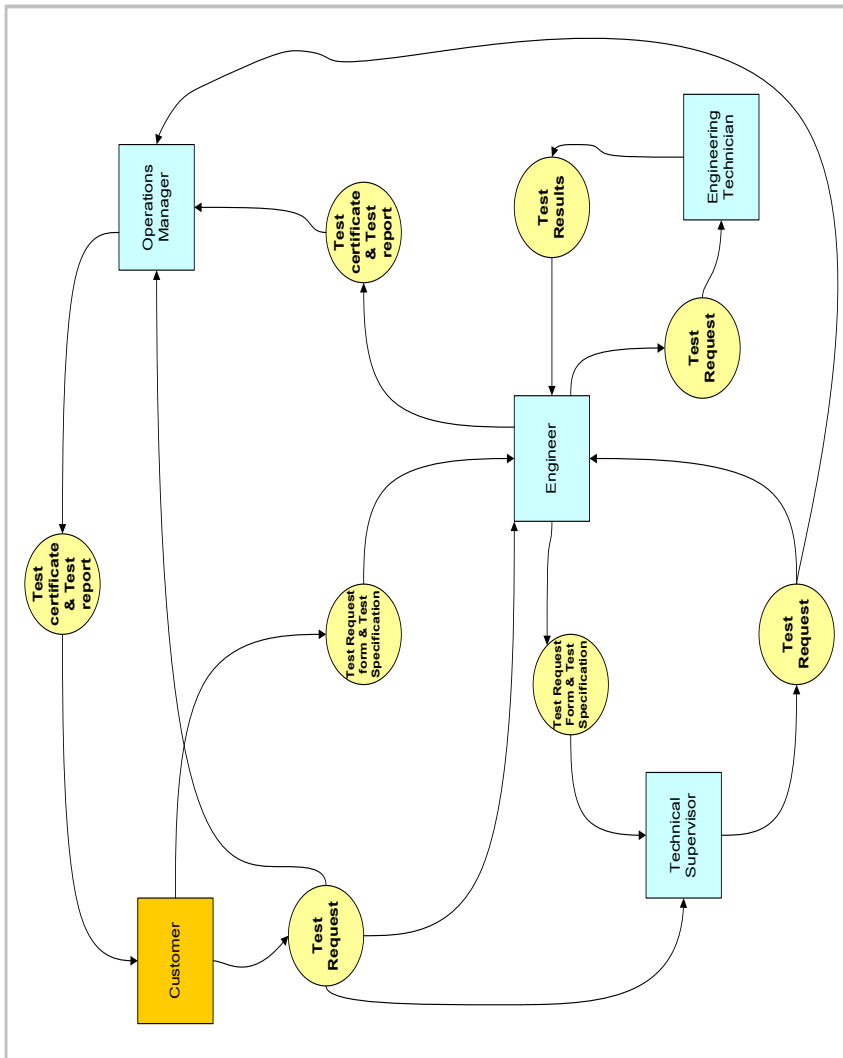 Customer
Test
Request
Test
certificate
& Test
report
Test Request
form & Test
Specification
Technical
Supervisor
Test Request
Form & Test
Specification
Test
Request
Engineer
Operations
Manager
Test
certificate
& Test
report
Test
Results
Test
Request
Engineering
Technician